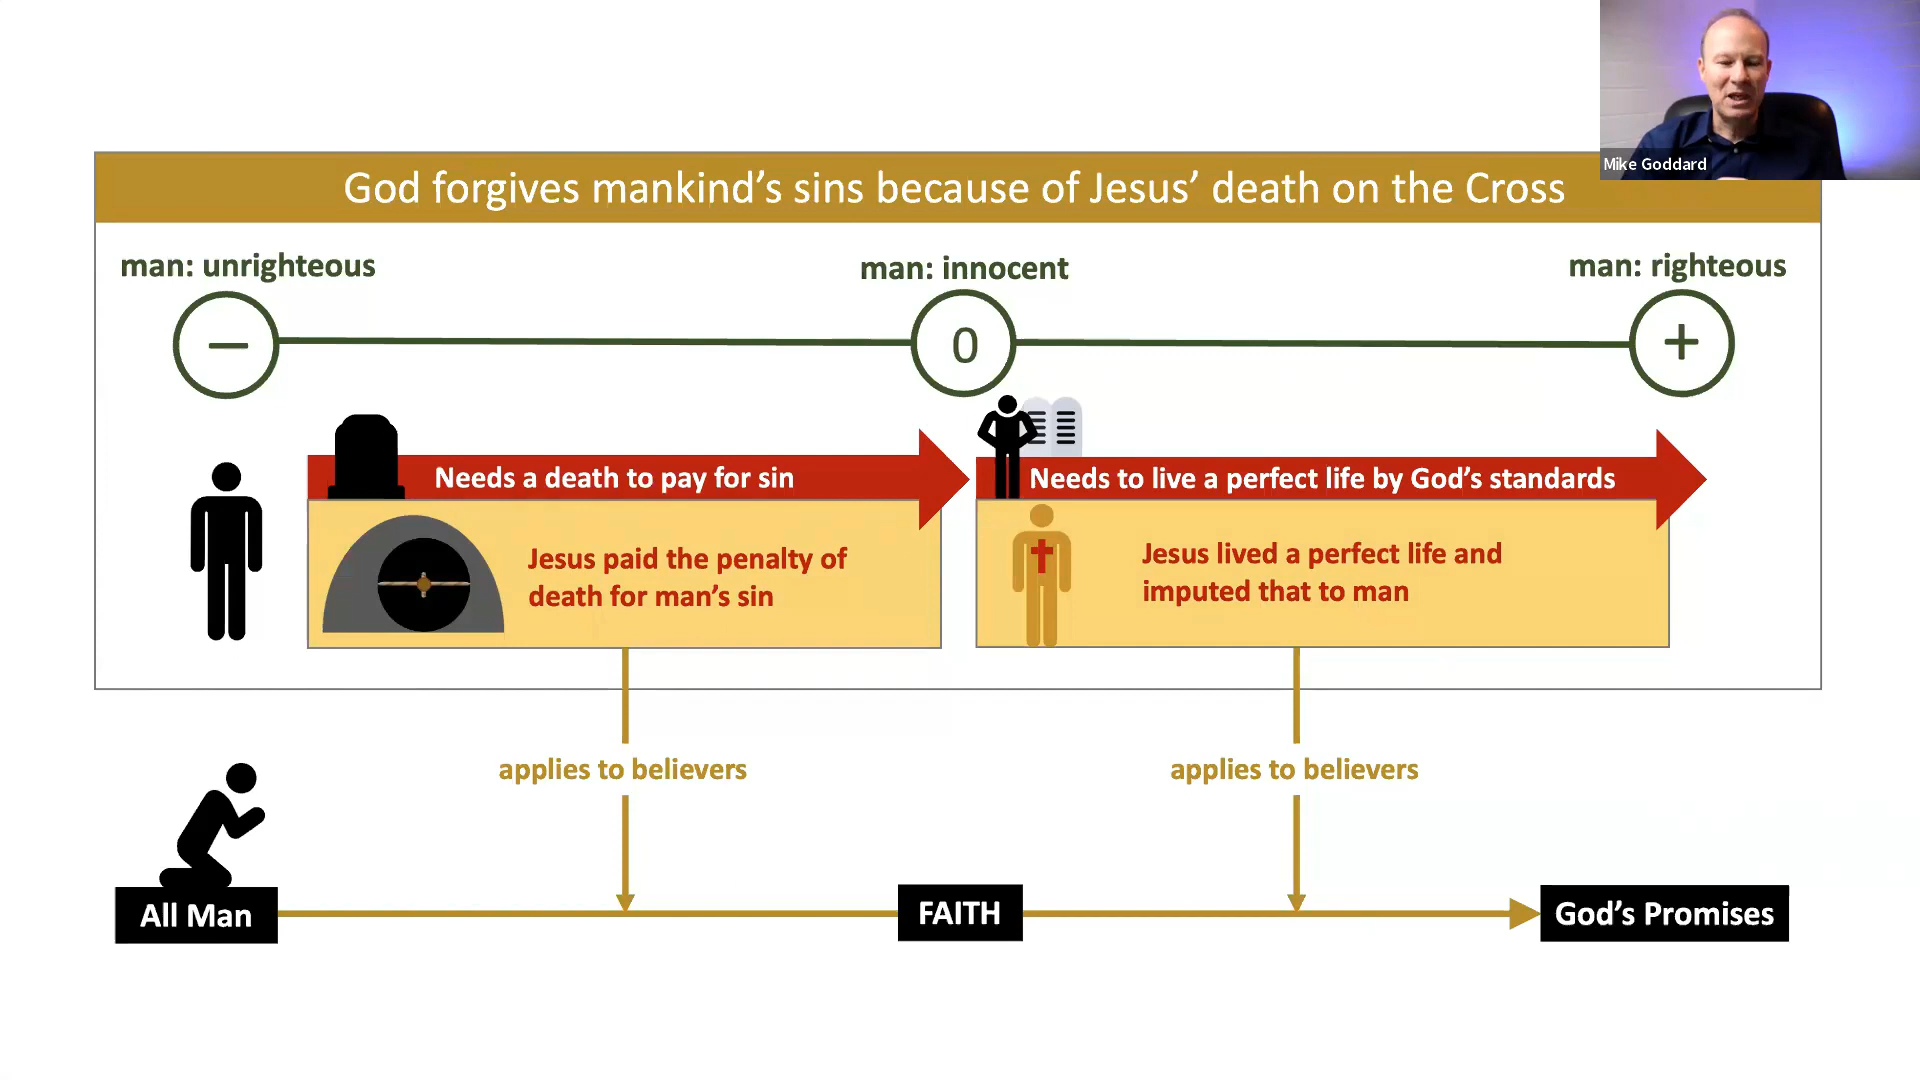 Mike Goddard
God forgives mankind’s sins because of Jesus’ death on the Cross
man: unrighteous
man: innocent
man: righteous
—
0
+
Needs a death to pay for sin
Needs to live a perfect life by God’s standards
Jesus paid the penalty of
death for man’s sin
Jesus lived a perfect life and
imputed that to man
applies to believers
applies to believers
All Man
FAITH
God’s Promises